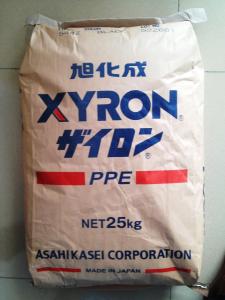 旭化成
XYRON®
ザイロン®
PPE
NET25kg
ASAHI KASEI CORPORATION
MADE IN JAPAN